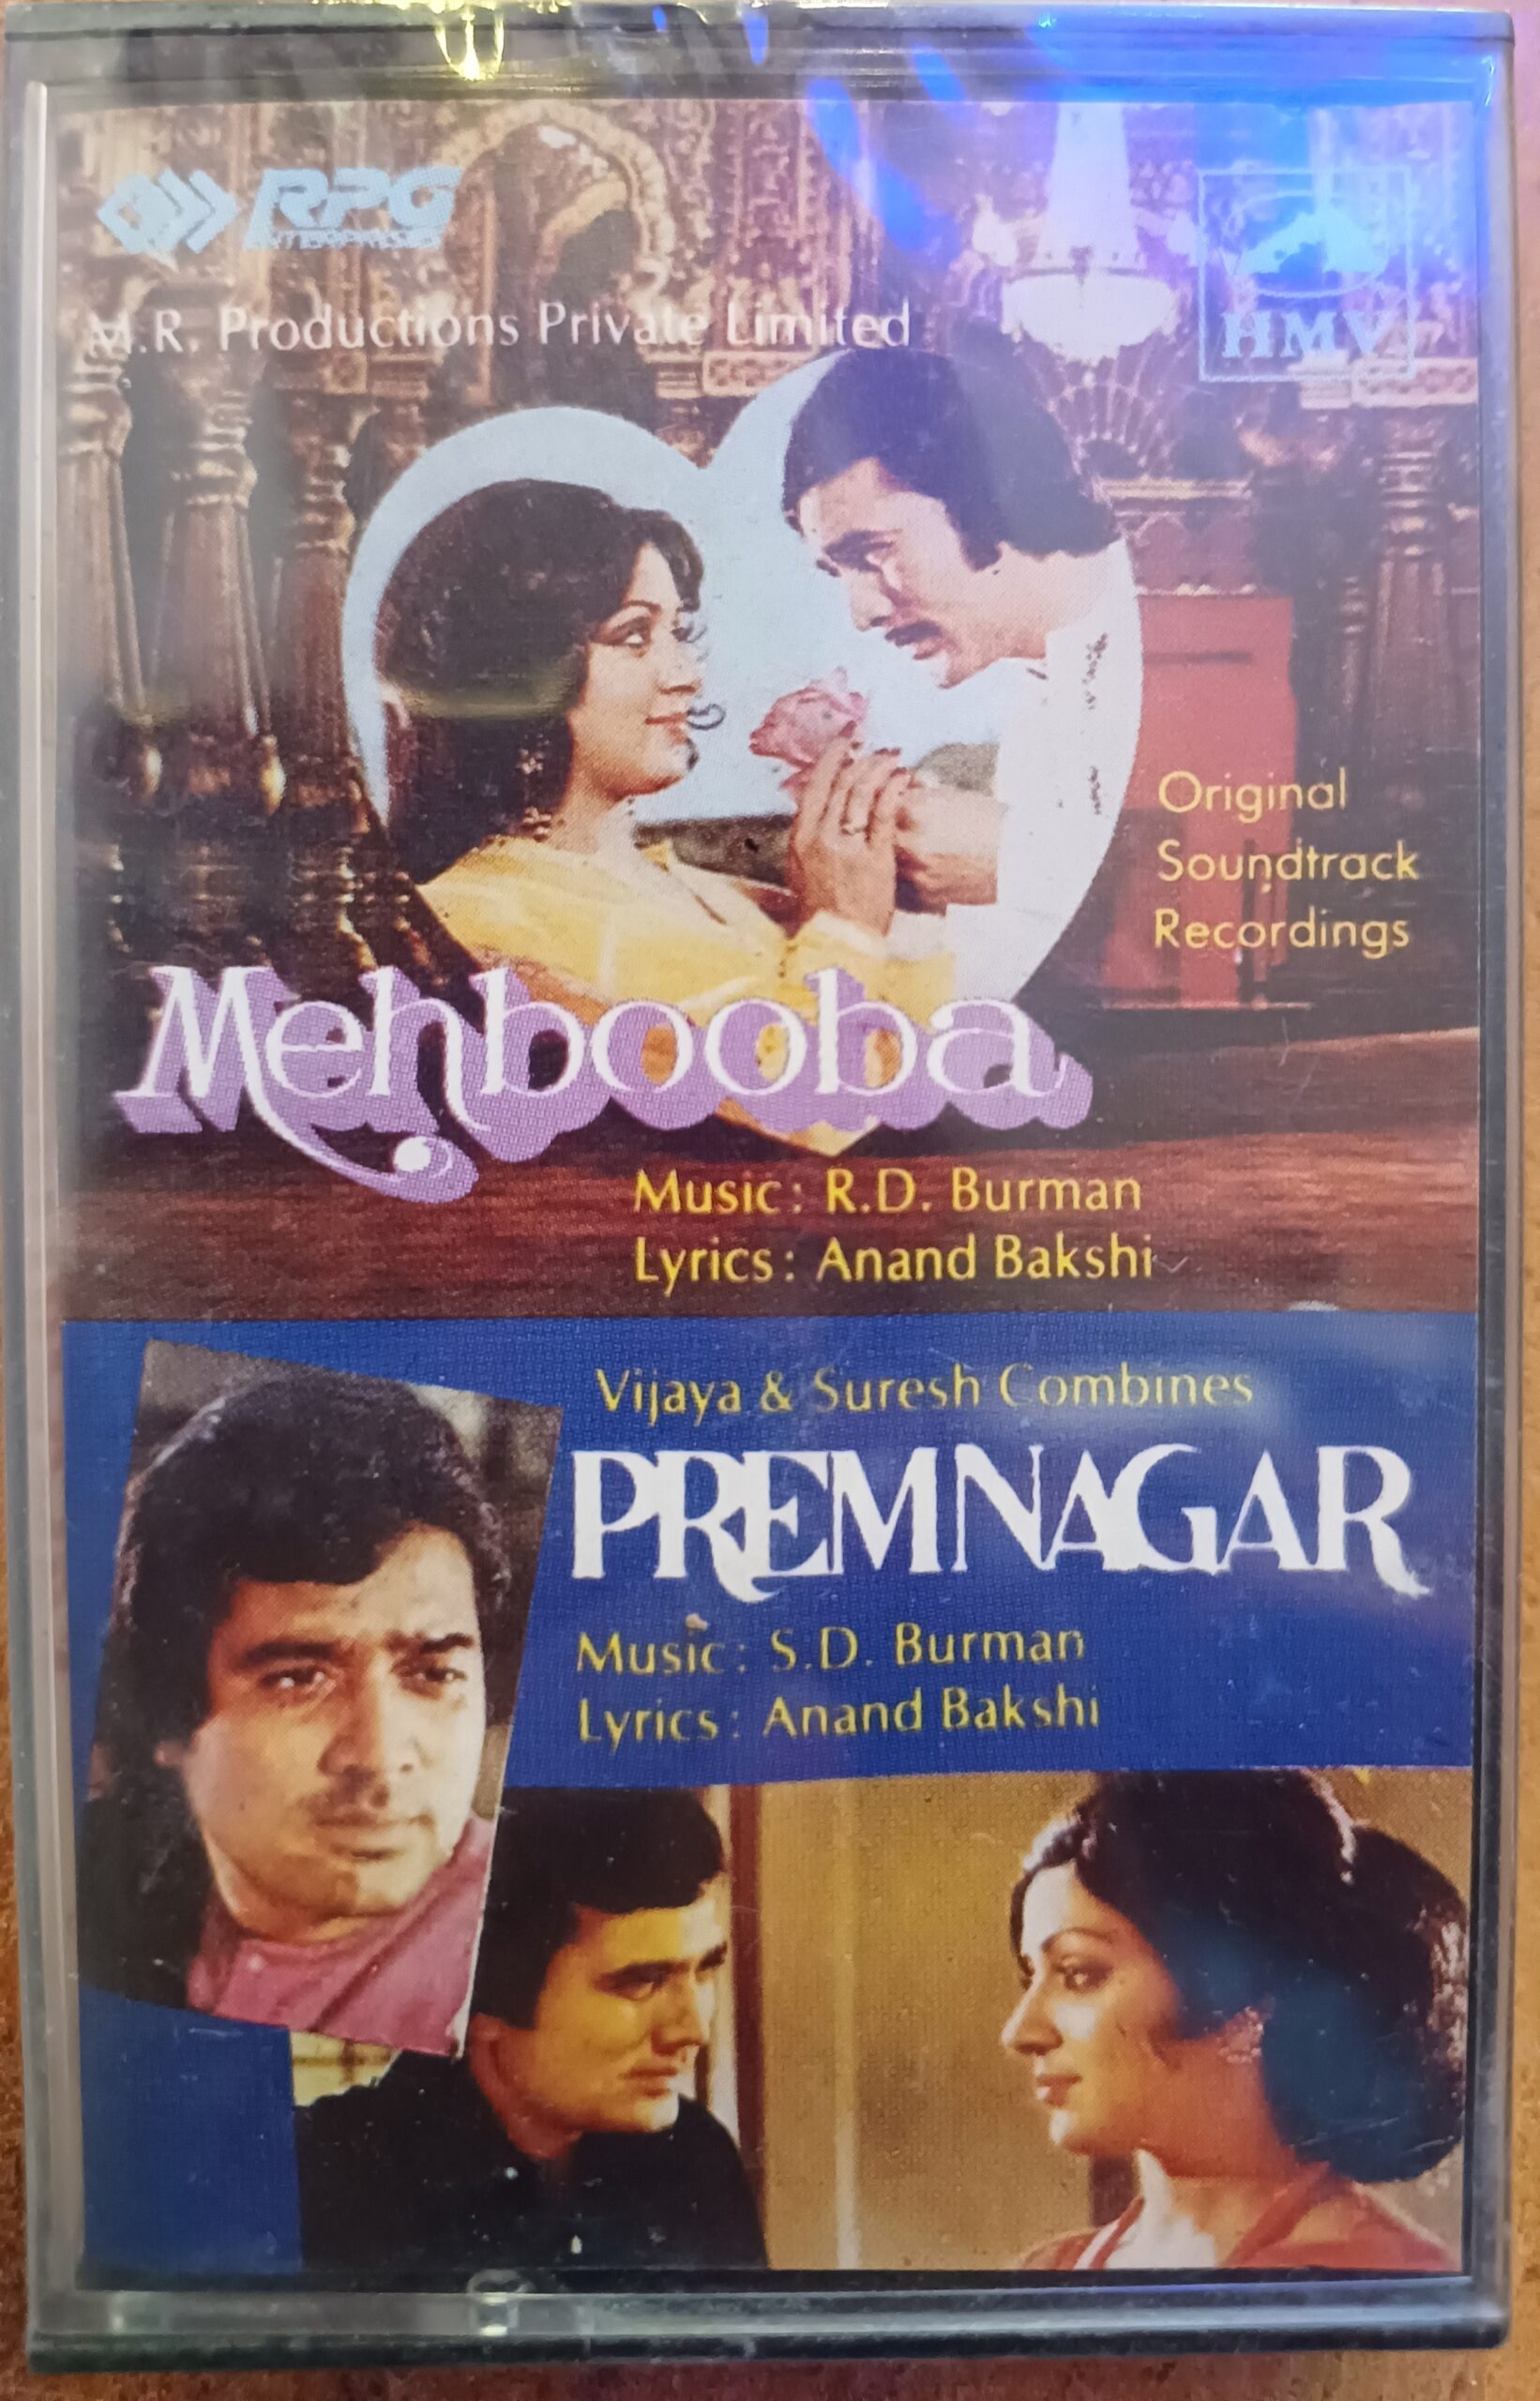 RPG
ENTERPRISES
HMV
M.R. Productions Private Limited
Original
Soundtrack
Recordings
Mehbooba
Music: R.D. Burman
Lyrics: Anand Bakshi
Vijaya & Suresh Combines
PREMNAGAR
Music: S.D. Burman
Lyrics: Anand Bakshi